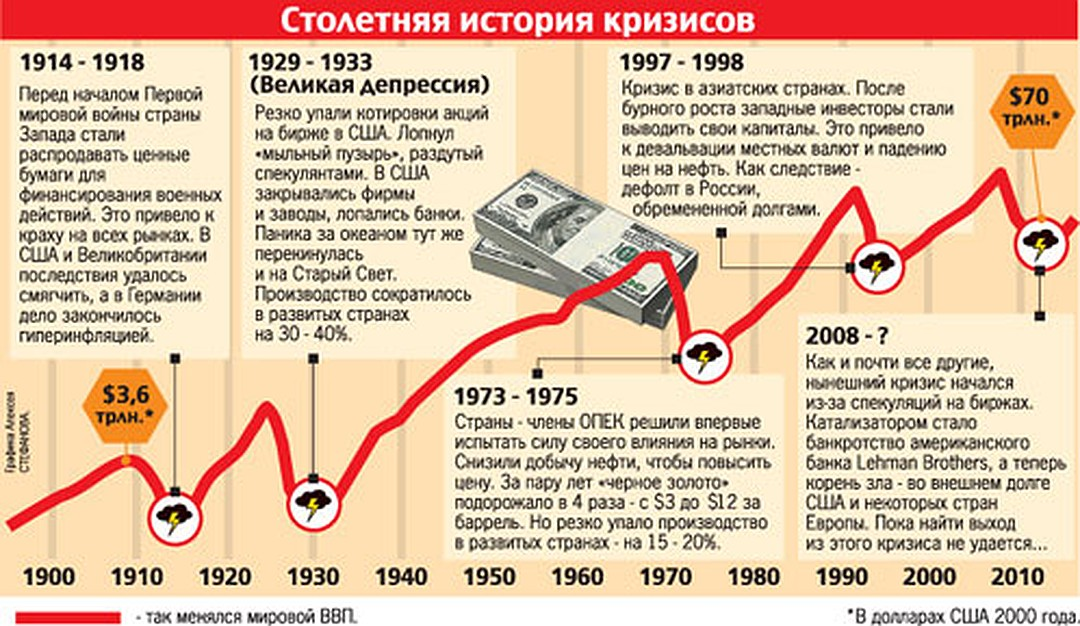 Столетняя история кризисов
1914 - 1918
Перед началом Первой
мировой войны страны
Запада стали
распродавать ценные
бумаги для
финансирования военных
действий. Это привело к
краху на всех рынках. В
США и Великобритании
последствия удалось
смягчить, а в Германии
дело закончилось
гиперинфляцией.
1929 - 1933
(Великая депрессия)
Резко упали котировки акций
на бирже в США. Лопнул
«мыльный пузырь», раздутый
спекулянтами. В США
закрывались фирмы
и заводы, лопались банки.
Паника за океаном тут же
перекинулась
и на Старый Свет.
Производство сократилось
в развитых странах
на 30 - 40%.
1997 - 1998
Кризис в азиатских странах. После
бурного роста западные инвесторы стали
выводить свои капиталы. Это привело
к девальвации местных валют и падению
цен на нефть. Как следствие -
дефолт в России,
обремененной долгами.
$70
трлн.*
$3,6
трлн.*
Графика Алексея
СТЕФАНОВА.
1973 - 1975
Страны - члены ОПЕК решили впервые
испытать силу своего влияния на рынки.
Снизили добычу нефти, чтобы повысить
цену. За пару лет «черное золото»
подорожало в 4 раза - с $3 до $12 за
баррель. Но резко упало производство
в развитых странах - на 15 - 20%.
2008 - ?
Как и почти все другие,
нынешний кризис начался
из-за спекуляций на биржах.
Катализатором стало
банкротство американского
банка Lehman Brothers, а теперь
корень зла - во внешнем долге
США и некоторых стран
Европы. Пока найти выход
из этого кризиса не удается...
1900 1910 1920 1930 1940 1950 1960 1970 1980 1990 2000 2010
- так менялся мировой ВВП.
*В долларах США 2000 года.